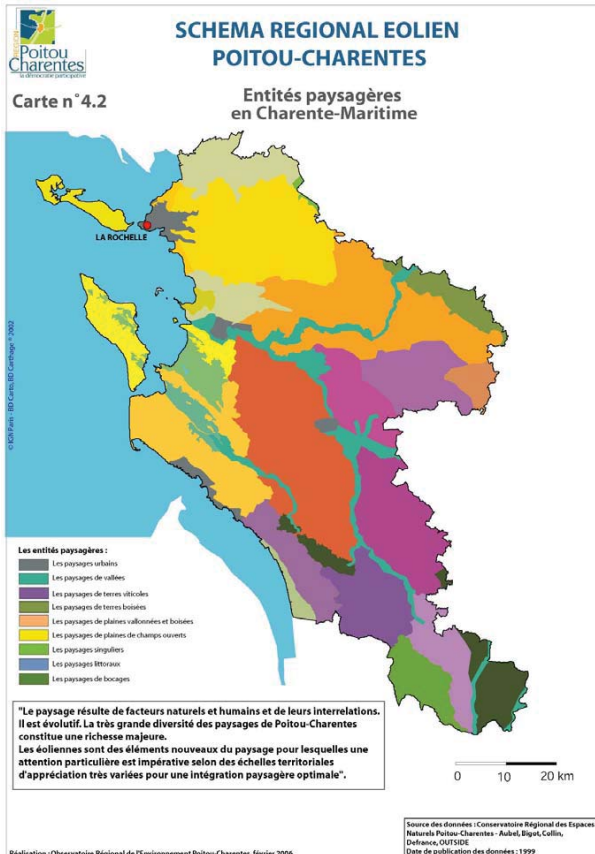 SCHEMA REGIONAL EOLIEN
POITOU-CHARENTES
REGION
Poitou
Charentes
la démocratie participative
Carte n°4.2
Entités paysagères
en Charente-Maritime
LA ROCHELLE
© IGN Paris - BD Carto, BD Carthage ® 2002
Les entités paysagères :
Les paysages urbains
Les paysages de vallées
Les paysages de terres viticoles
Les paysages de terres boisées
Les paysages de plaines vallonnées et boisées
Les paysages de plaines de champs ouverts
Les paysages singuliers
Les paysages littoraux
Les paysages de bocages
"Le paysage résulte de facteurs naturels et humains et de leurs interrelations.
Il est évolutif. La très grande diversité des paysages de Poitou-Charentes
constitue une richesse majeure.
Les éoliennes sont des éléments nouveaux du paysage pour lesquelles une
attention particulière est impérative selon des échelles territoriales
d'appréciation très variées pour une intégration paysagère optimale".
0 10 20 km
Source des données : Conservatoire Régional des Espaces
Naturels Poitou-Charentes - Aubel, Bigot, Collin,
Defrance, OUTSIDE
Date de publication des données : 1999
Réalisation : Observatoire Régional de l'Environnement Poitou-Charentes, février 2006